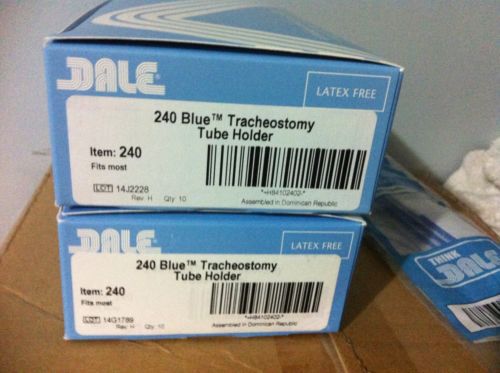 DALE
LATEX FREE
240 Blue™ Tracheostomy
Tube Holder
Item: 240
Fits most
LOT 14J2228
Rev. H Qty. 10
*+H84102402-*
Assembled in Dominican Republic
DALE
LATEX FREE
240 Blue™ Tracheostomy
Tube Holder
Item: 240
Fits most
LOT 14G1789
Rev. H Qty. 10
*+H84102402-*
Assembled in Dominican Republic
THINK
DALE